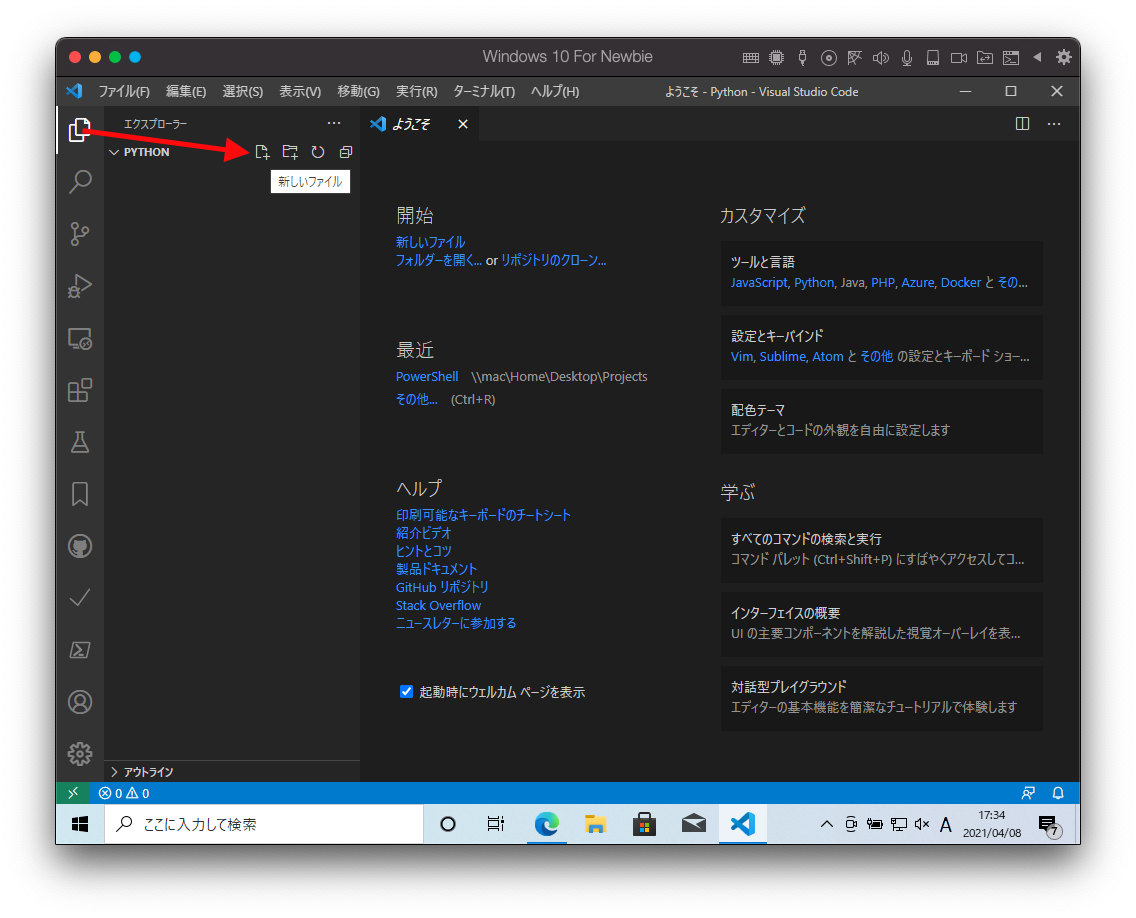 Windows 10 For Newbie
ファイル(F) 編集(E) 選択(S) 表示(V) 移動(G) 実行(R) ターミナル(T) ヘルプ(H) ようこそ - Python - Visual Studio Code
エクスプローラー ···
ようこそ
PYTHON
新しいファイル
開始
新しいファイル
フォルダーを開く... or リポジトリのクローン...
最近
PowerShell \\mac\Home\Desktop\Projects
その他... (Ctrl+R)
ヘルプ
印刷可能なキーボードのチートシート
紹介ビデオ
ヒントとコツ
製品ドキュメント
GitHub リポジトリ
Stack Overflow
ニュースレターに参加する
起動時にウェルカム ページを表示
カスタマイズ
ツールと言語
JavaScript, Python, Java, PHP, Azure, Docker と その...
設定とキーバインド
Vim, Sublime, Atom と その他 の設定とキーボード ショー...
配色テーマ
エディターとコードの外観を自由に設定します
学ぶ
すべてのコマンドの検索と実行
コマンド パレット (Ctrl+Shift+P) にすばやくアクセスしてコ...
インターフェイスの概要
UI の主要コンポーネントを解説した視覚オーバーレイを表...
対話型プレイグラウンド
エディターの基本機能を簡潔なチュートリアルで体験します
アウトライン
0 0
ここに入力して検索
A
17:34
2021/04/08
7